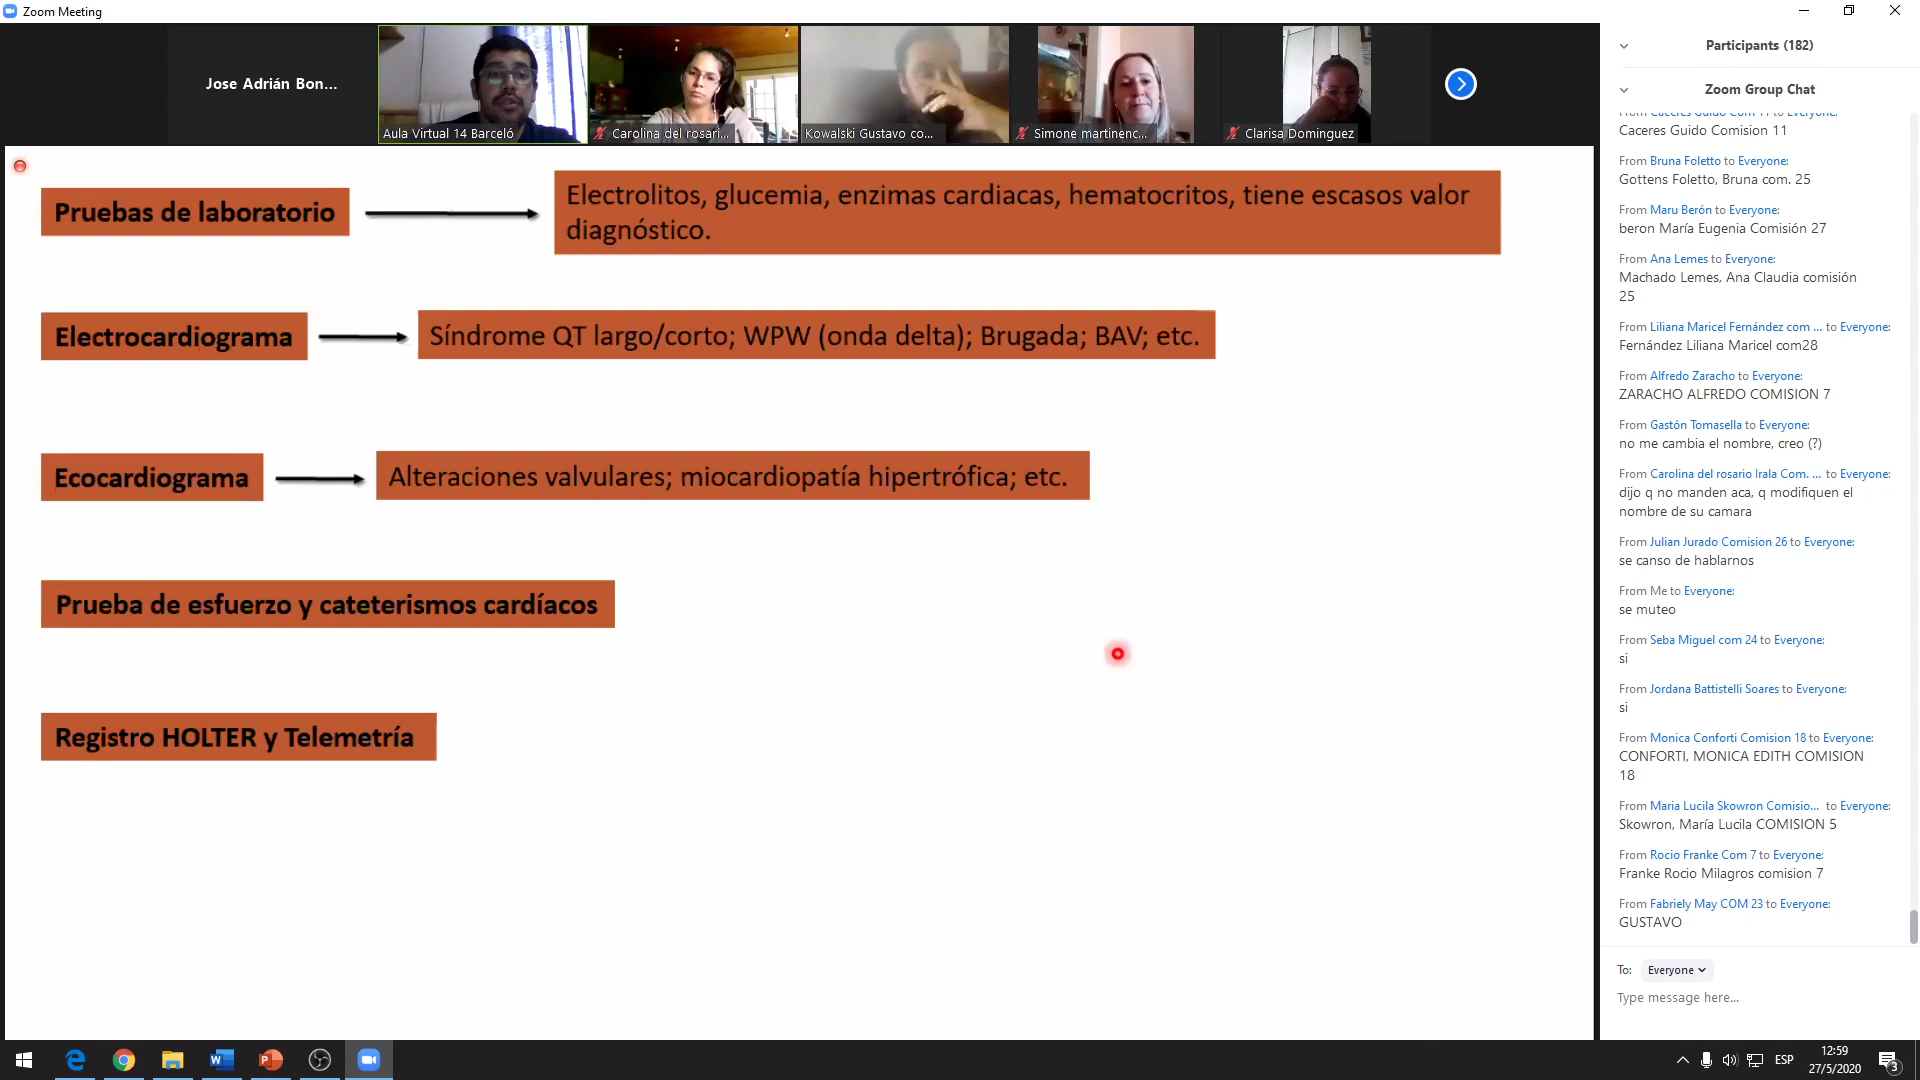 Zoom Meeting
Jose Adrián Bon...
Aula Virtual 14 Barceló
Carolina del rosari...
Kowalski Gustavo co...
Simone martinenc...
Clarisa Dominguez
Pruebas de laboratorio
Electrolitos, glucemia, enzimas cardiacas, hematocritos, tiene escasos valor
diagnóstico.
Electrocardiograma
Síndrome QT largo/corto; WPW (onda delta); Brugada; BAV; etc.
Ecocardiograma
Alteraciones valvulares; miocardiopatía hipertrófica; etc.
Prueba de esfuerzo y cateterismos cardíacos
Registro HOLTER y Telemetría
Participants (182)
Zoom Group Chat
From Caceres Guido Com 11 to Everyone:
Caceres Guido Comision 11
From Bruna Foletto to Everyone:
Gottens Foletto, Bruna com. 25
From Maru Berón to Everyone:
beron María Eugenia Comisión 27
From Ana Lemes to Everyone:
Machado Lemes, Ana Claudia comisión
25
From Liliana Maricel Fernández com ... to Everyone:
Fernández Liliana Maricel com28
From Alfredo Zaracho to Everyone:
ZARACHO ALFREDO COMISION 7
From Gastón Tomasella to Everyone:
no me cambia el nombre, creo (?)
From Carolina del rosario Irala Com. ... to Everyone:
dijo q no manden aca, q modifiquen el
nombre de su camara
From Julian Jurado Comision 26 to Everyone:
se canso de hablarnos
From Me to Everyone:
se muteo
From Seba Miguel com 24 to Everyone:
si
From Jordana Battistelli Soares to Everyone:
si
From Monica Conforti Comision 18 to Everyone:
CONFORTI, MONICA EDITH COMISION
18
From Maria Lucila Skowron Comisio... to Everyone:
Skowron, María Lucila COMISION 5
From Rocio Franke Com 7 to Everyone:
Franke Rocio Milagros comision 7
From Fabriely May COM 23 to Everyone:
GUSTAVO
To: Everyone
Type message here...
ESP
12:59
27/5/2020
3